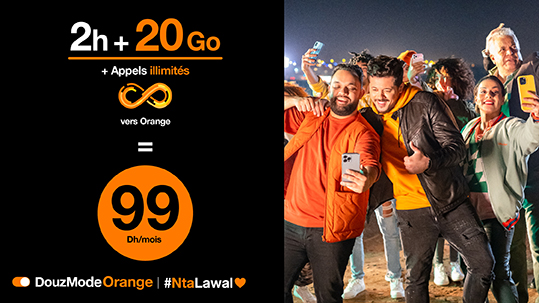 2h + 20 Go
+ Appels illimités
vers Orange
=
99
Dh/mois
DouzModeOrange | #NtaLawal🧡